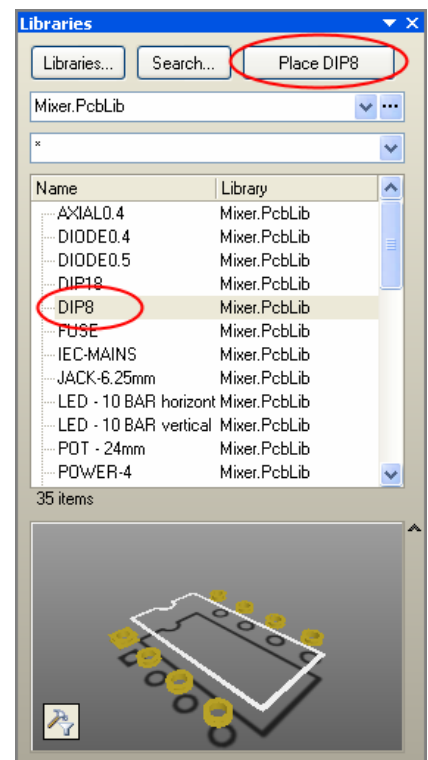 Libraries
Libraries... Search... Place DIP8
Mixer.PcbLib ...
*
Name Library
AXIAL0.4 Mixer.PcbLib
DIODE0.4 Mixer.PcbLib
DIODE0.5 Mixer.PcbLib
DIP18 Mixer.PcbLib
DIP8 Mixer.PcbLib
FUSE Mixer.PcbLib
IEC-MAINS Mixer.PcbLib
JACK-6.25mm Mixer.PcbLib
LED - 10 BAR horizont Mixer.PcbLib
LED - 10 BAR vertical Mixer.PcbLib
POT - 24mm Mixer.PcbLib
POWER-4 Mixer.PcbLib
35 items